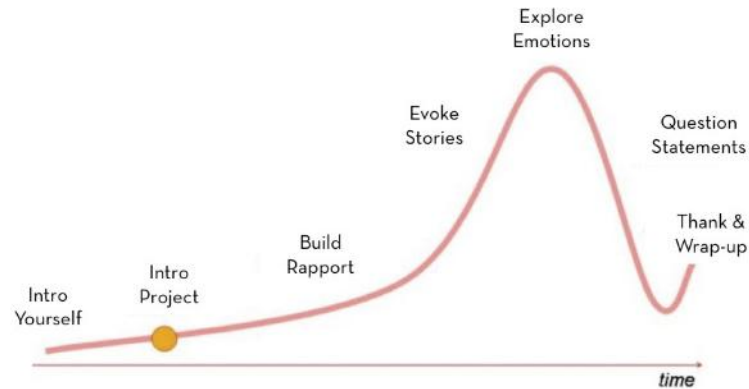 Intro
Yourself
Intro
Project
Build
Rapport
Evoke
Stories
Explore
Emotions
Question
Statements
Thank &
Wrap-up
time